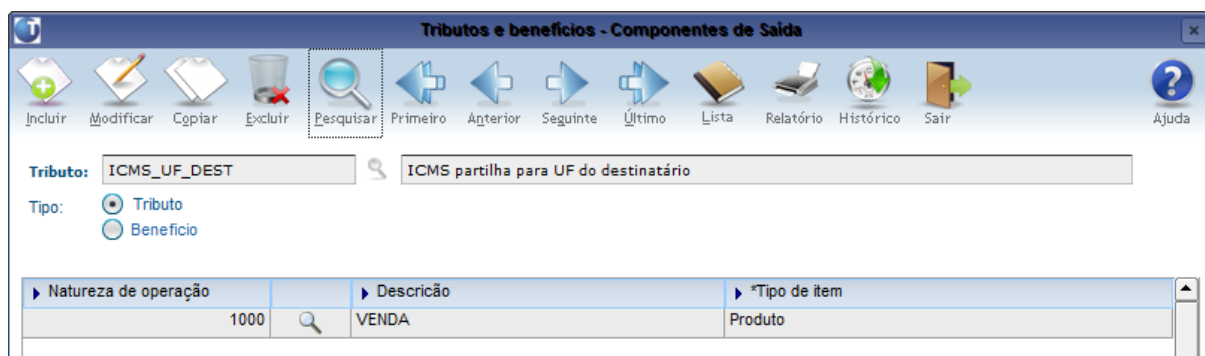 Tributos e benefícios - Componentes de Saída
Incluir Modificar Copiar Excluir Pesquisar Primeiro Anterior Seguinte Último Lista Relatório Histórico Sair Ajuda
Tributo: ICMS_UF_DEST ICMS partilha para UF do destinatário
Tipo: Tributo
Beneficio
Natureza de operação Descricão *Tipo de item
1000 VENDA Produto